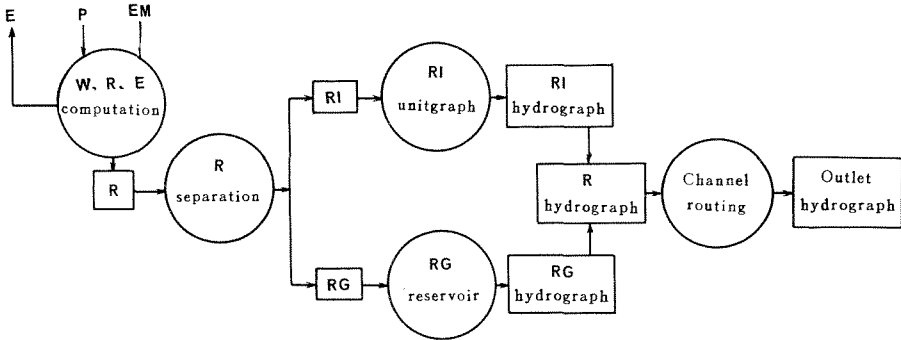 E
P
EM
W、R、E
computation
R
R
separation
RI
RI
unitgraph
RI
hydrograph
R
hydrograph
Channel
routing
Outlet
hydrograph
RG
RG
reservoir
RG
hydrograph